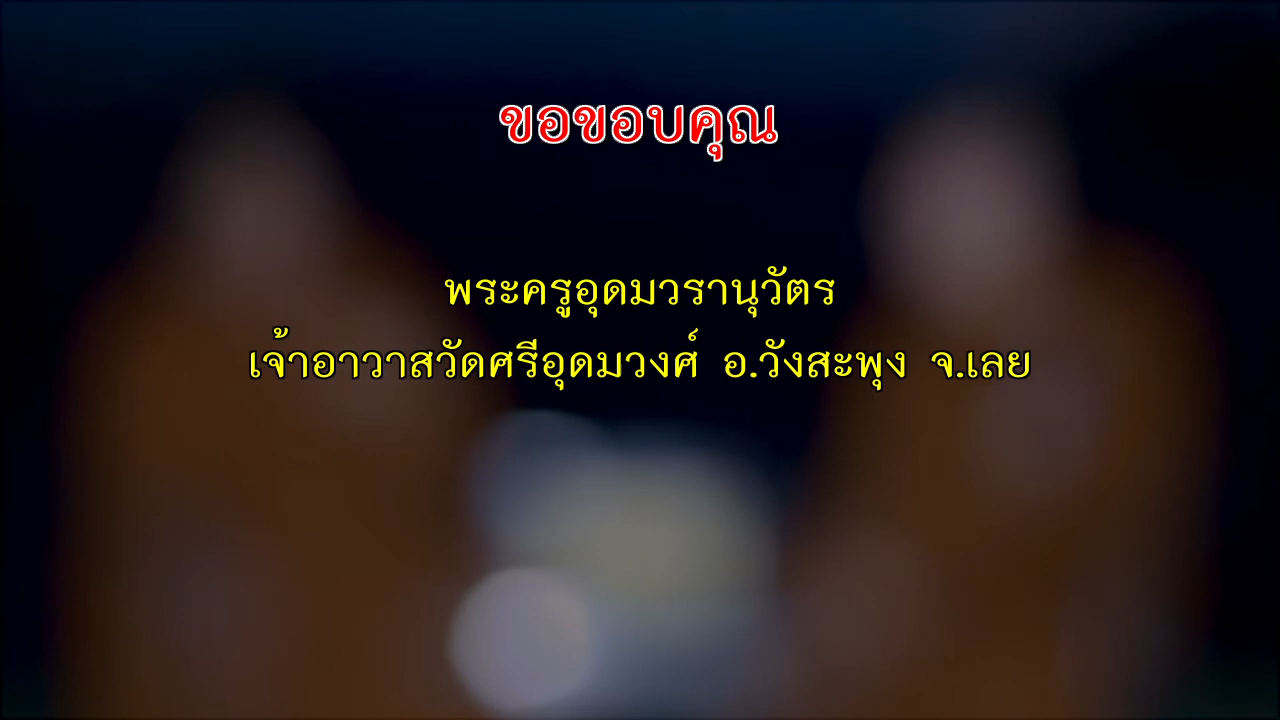 ขอขอบคุณ
พระครูอุดมวรานุวัตร
เจ้าอาวาสวัดศรีอุดมวงศ์ อ.วังสะพุง จ.เลย